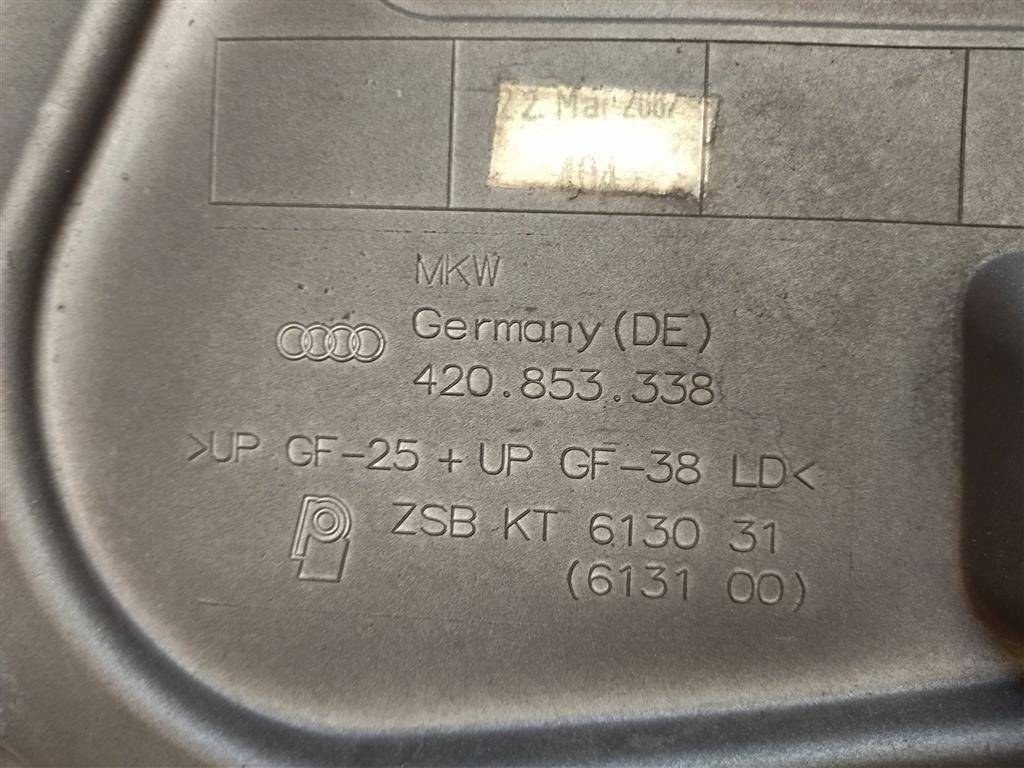 22 Mar 2007
404
MKW
Germany (DE)
420.853.338
>UP GF-25 + UP GF-38 LD<
ZSB KT 6130 31
(6131 00)